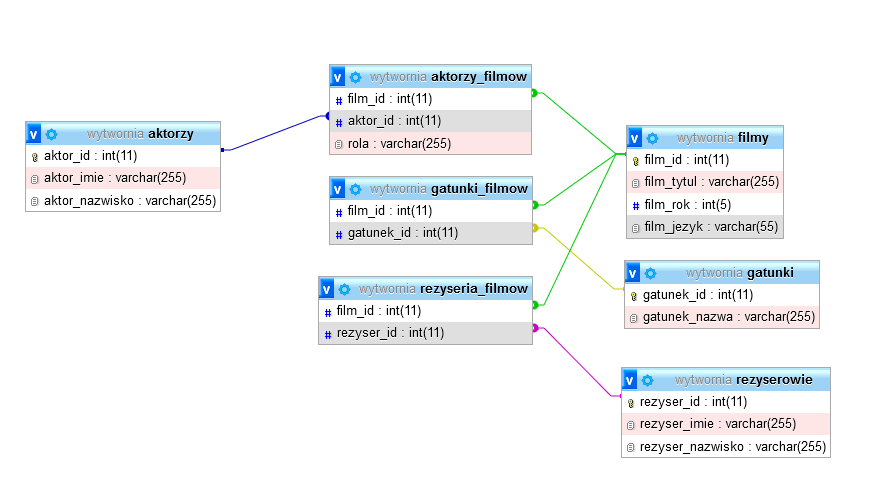 v wytwornia aktorzy
aktor_id : int(11)
aktor_imie : varchar(255)
aktor_nazwisko : varchar(255)
v wytwornia aktorzy_filmow
# film_id : int(11)
# aktor_id : int(11)
rola : varchar(255)
v wytwornia gatunki_filmow
# film_id : int(11)
# gatunek_id : int(11)
v wytwornia rezyseria_filmow
# film_id : int(11)
# rezyser_id : int(11)
v wytwornia filmy
film_id : int(11)
film_tytul : varchar(255)
# film_rok : int(5)
film_jezyk : varchar(55)
v wytwornia gatunki
gatunek_id : int(11)
gatunek_nazwa : varchar(255)
v wytwornia rezyserowie
rezyser_id : int(11)
rezyser_imie : varchar(255)
rezyser_nazwisko : varchar(255)